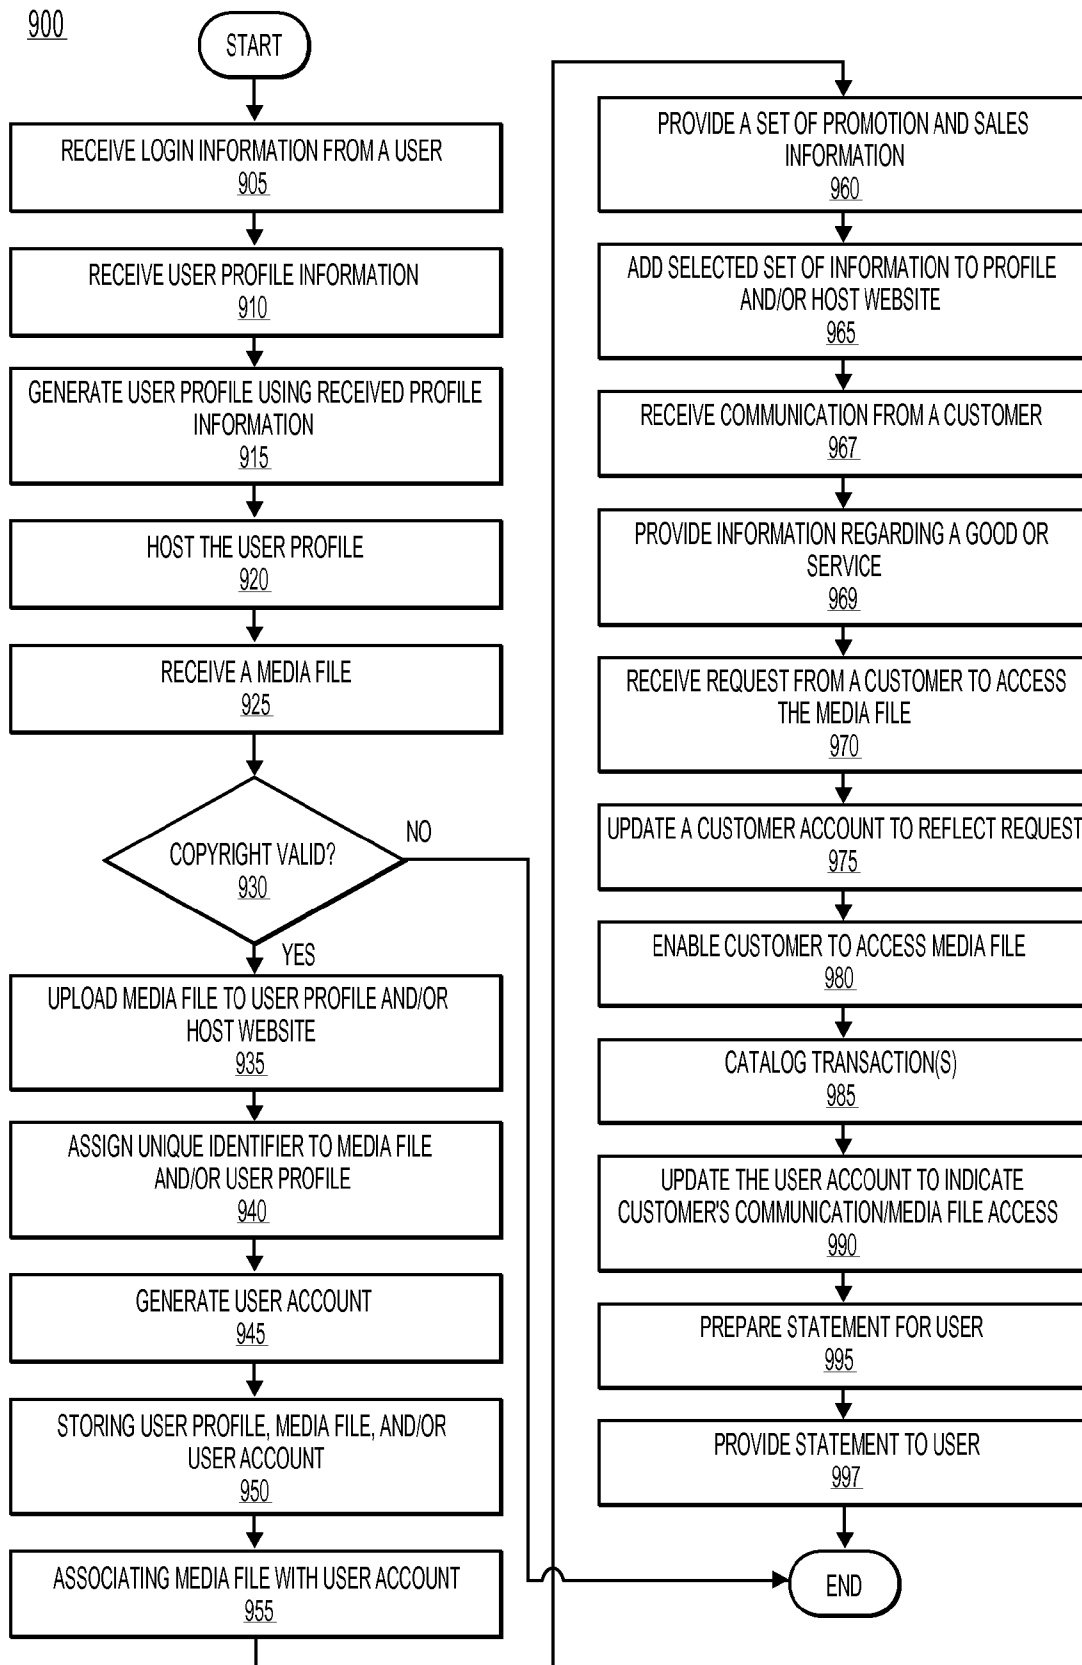 900
START
RECEIVE LOGIN INFORMATION FROM A USER
905
RECEIVE USER PROFILE INFORMATION
910
GENERATE USER PROFILE USING RECEIVED PROFILE
INFORMATION
915
HOST THE USER PROFILE
920
RECEIVE A MEDIA FILE
925
COPYRIGHT VALID?
930
NO
YES
UPLOAD MEDIA FILE TO USER PROFILE AND/OR
HOST WEBSITE
935
ASSIGN UNIQUE IDENTIFIER TO MEDIA FILE
AND/OR USER PROFILE
940
GENERATE USER ACCOUNT
945
STORING USER PROFILE, MEDIA FILE, AND/OR
USER ACCOUNT
950
ASSOCIATING MEDIA FILE WITH USER ACCOUNT
955
PROVIDE A SET OF PROMOTION AND SALES
INFORMATION
960
ADD SELECTED SET OF INFORMATION TO PROFILE
AND/OR HOST WEBSITE
965
RECEIVE COMMUNICATION FROM A CUSTOMER
967
PROVIDE INFORMATION REGARDING A GOOD OR
SERVICE
969
RECEIVE REQUEST FROM A CUSTOMER TO ACCESS
THE MEDIA FILE
970
UPDATE A CUSTOMER ACCOUNT TO REFLECT REQUEST
975
ENABLE CUSTOMER TO ACCESS MEDIA FILE
980
CATALOG TRANSACTION(S)
985
UPDATE THE USER ACCOUNT TO INDICATE
CUSTOMER'S COMMUNICATION/MEDIA FILE ACCESS
990
PREPARE STATEMENT FOR USER
995
PROVIDE STATEMENT TO USER
997
END